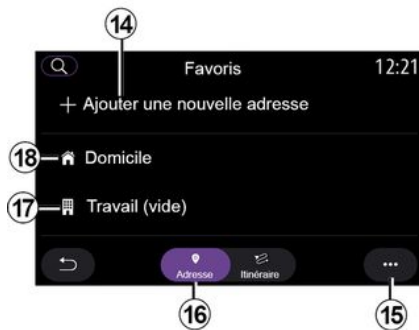 14
Favoris 12:21
+ Ajouter une nouvelle adresse
18 Domicile
17 Travail (vide)
Adresse Itinéraire
16 15